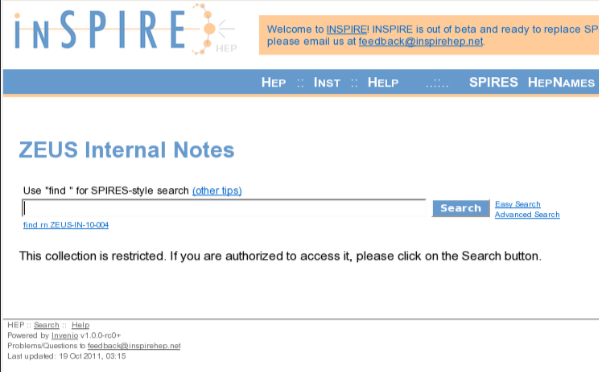 inSPIRE HEP
Welcome to INSPIRE! INSPIRE is out of beta and ready to replace SP
please email us at feedback@inspirehep.net.
HEP :: INST :: HELP ..::.. SPIRES HEPNAMES
ZEUS Internal Notes
Use "find " for SPIRES-style search (other tips)
Search
Easy Search
Advanced Search
find rn ZEUS-IN-10-004
This collection is restricted. If you are authorized to access it, please click on the Search button.
HEP :: Search :: Help
Powered by Invenio v1.0.0-rc0+
Problems/Questions to feedback@inspirehep.net
Last updated: 19 Oct 2011, 03:15